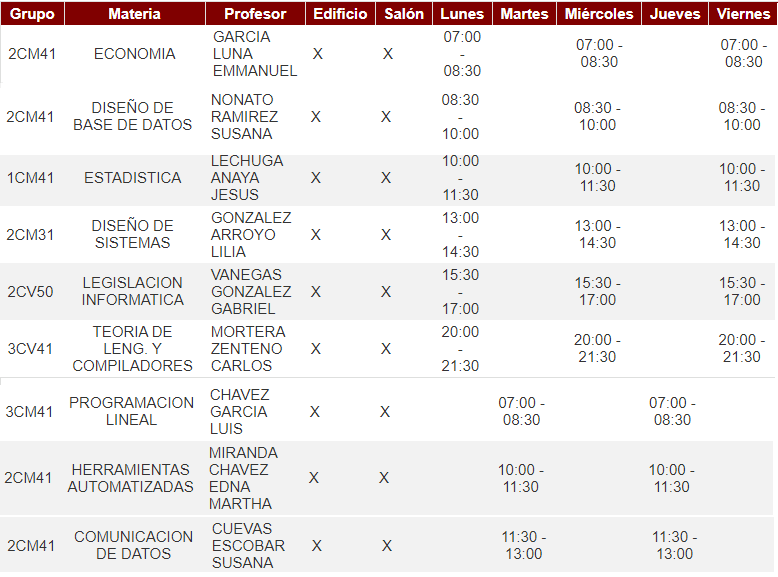 Grupo Materia Profesor Edificio Salón Lunes Martes Miércoles Jueves Viernes
2CM41 ECONOMIA GARCIA LUNA EMMANUEL X X 07:00 - 08:30 07:00 - 08:30 07:00 - 08:30
2CM41 DISEÑO DE BASE DE DATOS NONATO RAMIREZ SUSANA X X 08:30 - 10:00 08:30 - 10:00 08:30 - 10:00
1CM41 ESTADISTICA LECHUGA ANAYA JESUS X X 10:00 - 11:30 10:00 - 11:30 10:00 - 11:30
2CM31 DISEÑO DE SISTEMAS GONZALEZ ARROYO LILIA X X 13:00 - 14:30 13:00 - 14:30 13:00 - 14:30
2CV50 LEGISLACION INFORMATICA VANEGAS GONZALEZ GABRIEL X X 15:30 - 17:00 15:30 - 17:00 15:30 - 17:00
3CV41 TEORIA DE LENG. Y COMPILADORES MORTERA ZENTENO CARLOS X X 20:00 - 21:30 20:00 - 21:30 20:00 - 21:30
3CM41 PROGRAMACION LINEAL CHAVEZ GARCIA LUIS X X 07:00 - 08:30 07:00 - 08:30
2CM41 HERRAMIENTAS AUTOMATIZADAS MIRANDA CHAVEZ EDNA MARTHA X X 10:00 - 11:30 10:00 - 11:30
2CM41 COMUNICACION DE DATOS CUEVAS ESCOBAR SUSANA X X 11:30 - 13:00 11:30 - 13:00